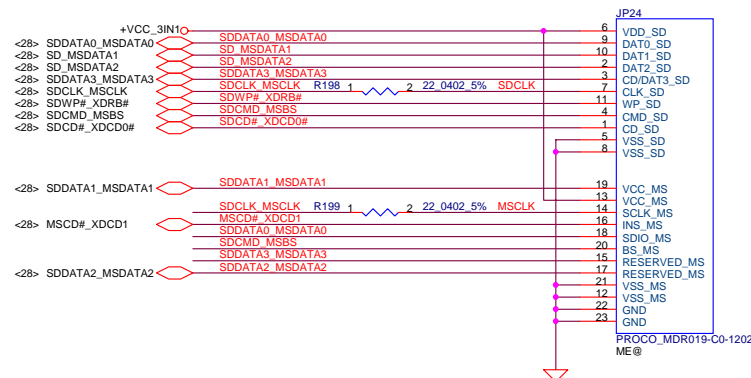 JP24
+VCC_3IN1 6 VDD_SD
<28> SDDATA0_MSDATA0 SDDATA0_MSDATA0 9 DAT0_SD
<28> SD_MSDATA1 SD_MSDATA1 10 DAT1_SD
<28> SD_MSDATA2 SD_MSDATA2 2 DAT2_SD
<28> SDDATA3_MSDATA3 SDDATA3_MSDATA3 3 CD/DAT3_SD
<28> SDCLK_MSCLK SDCLK_MSCLK R198 1 2 22_0402_5% SDCLK 7 CLK_SD
<28> SDWP#_XDRB# SDWP#_XDRB# 11 WP_SD
<28> SDCMD_MSBS SDCMD_MSBS 4 CMD_SD
<28> SDCD#_XDCD0# SDCD#_XDCD0# 1 CD_SD
5 VSS_SD
8 VSS_SD
<28> SDDATA1_MSDATA1 SDDATA1_MSDATA1 19 VCC_MS
13 VCC_MS
SDCLK_MSCLK R199 1 2 22_0402_5% MSCLK 14 SCLK_MS
<28> MSCD#_XDCD1 MSCD#_XDCD1 16 INS_MS
SDDATA0_MSDATA0 18 SDIO_MS
SDCMD_MSBS 20 BS_MS
SDDATA3_MSDATA3 15 RESERVED_MS
<28> SDDATA2_MSDATA2 SDDATA2_MSDATA2 17 RESERVED_MS
21 VSS_MS
12 VSS_MS
22 GND
23 GND
PROCO_MDR019-C0-1202
ME@